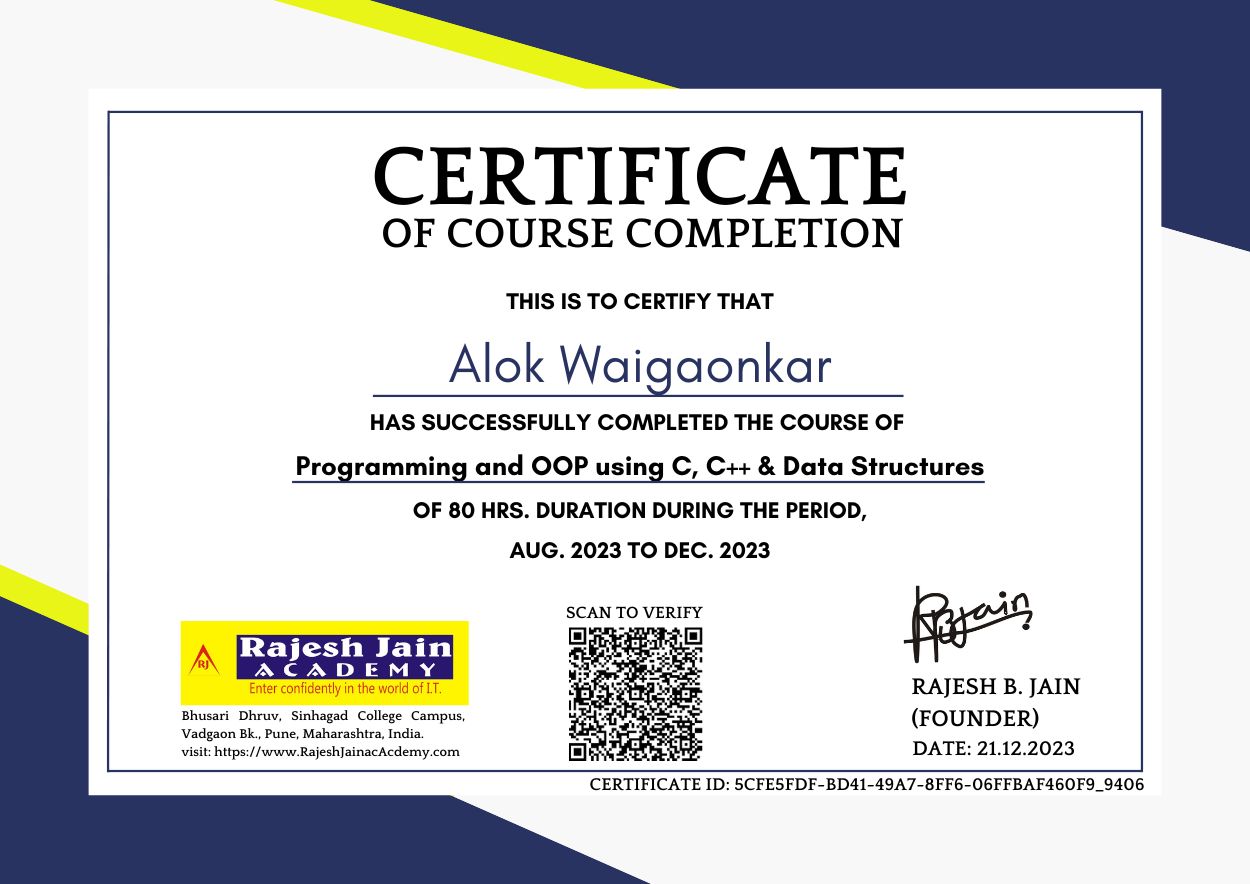 CERTIFICATE
OF COURSE COMPLETION
THIS IS TO CERTIFY THAT
Alok Waigaonkar
HAS SUCCESSFULLY COMPLETED THE COURSE OF
Programming and OOP using C, C++ & Data Structures
OF 80 HRS. DURATION DURING THE PERIOD,
AUG. 2023 TO DEC. 2023
RJ
Rajesh Jain
ACADEMY
Enter confidently in the world of I.T.
Bhusari Dhruv, Sinhagad College Campus,
Vadgaon Bk., Pune, Maharashtra, India.
visit: https://www.RajeshJainacAcdemy.com
SCAN TO VERIFY
RBJain
RAJESH B. JAIN
(FOUNDER)
DATE: 21.12.2023
CERTIFICATE ID: 5CFE5FDF-BD41-49A7-8FF6-06FFBAF460F9_9406